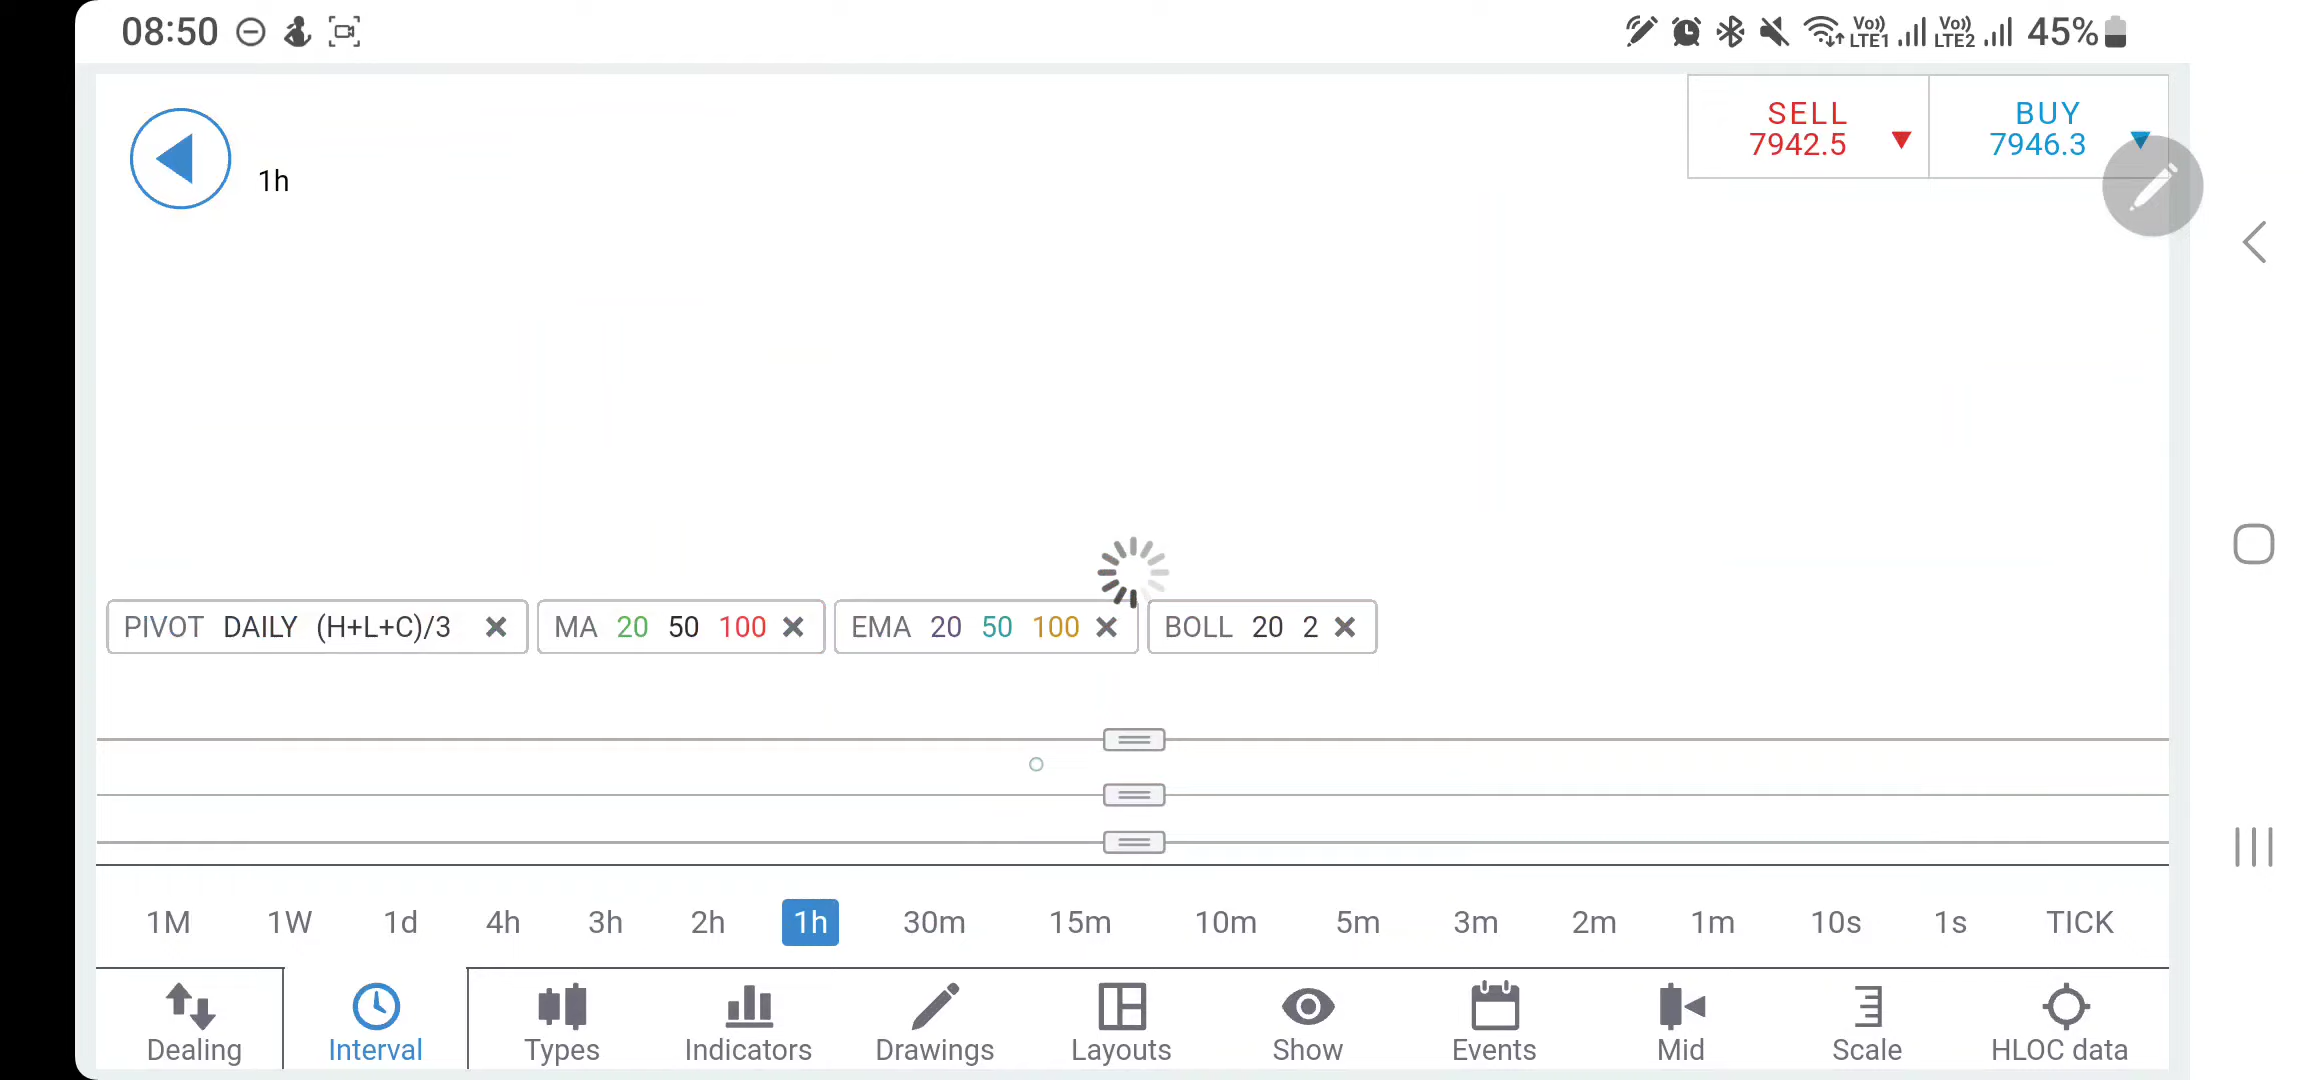 08:50
Vo)) LTE1 Vo)) LTE2 45%
SELL
7942.5
BUY
7946.3
1h
PIVOT DAILY (H+L+C)/3
MA 20 50 100
EMA 20 50 100
BOLL 20 2
1M 1W 1d 4h 3h 2h 1h 30m 15m 10m 5m 3m 2m 1m 10s 1s TICK
Dealing Interval Types Indicators Drawings Layouts Show Events Mid Scale HLOC data